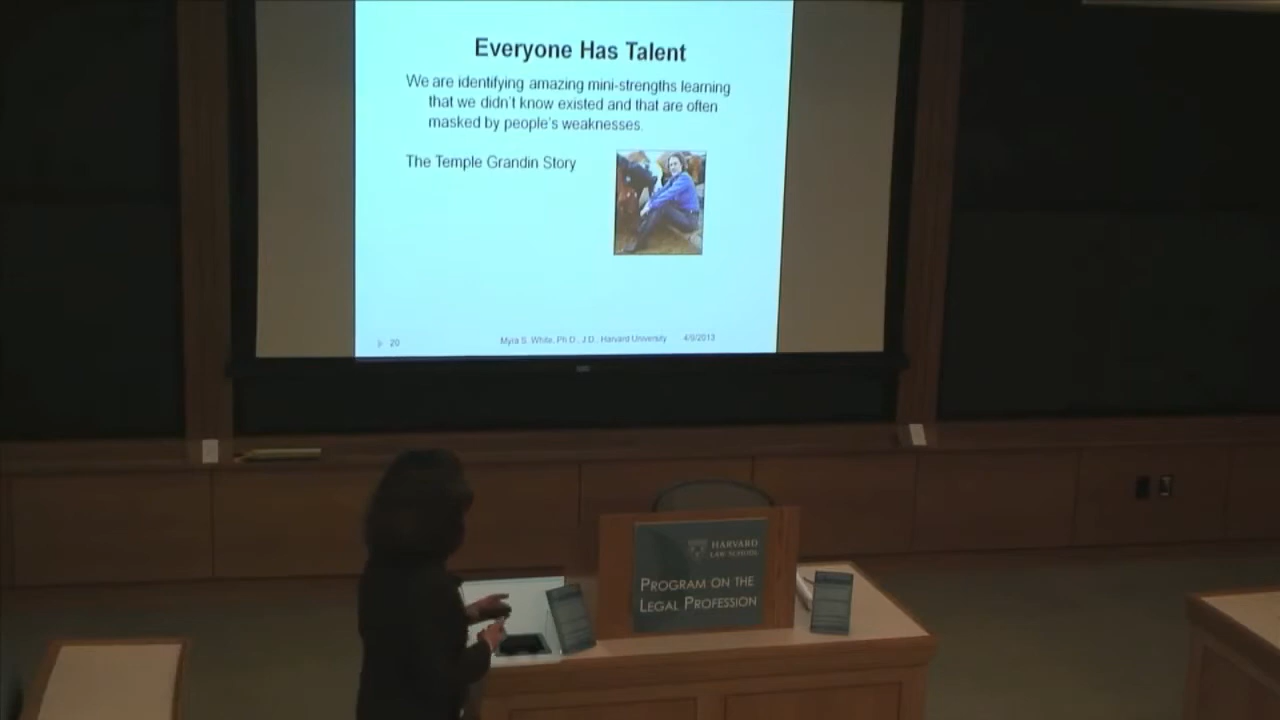 Everyone Has Talent
We are identifying amazing mini-strengths learning
that we didn't know existed and that are often
masked by people's weaknesses.
The Temple Grandin Story
20 Myra S. White, Ph.D., J.D., Harvard University 4/9/2013
HARVARD
LAW SCHOOL
PROGRAM ON THE
LEGAL PROFESSION